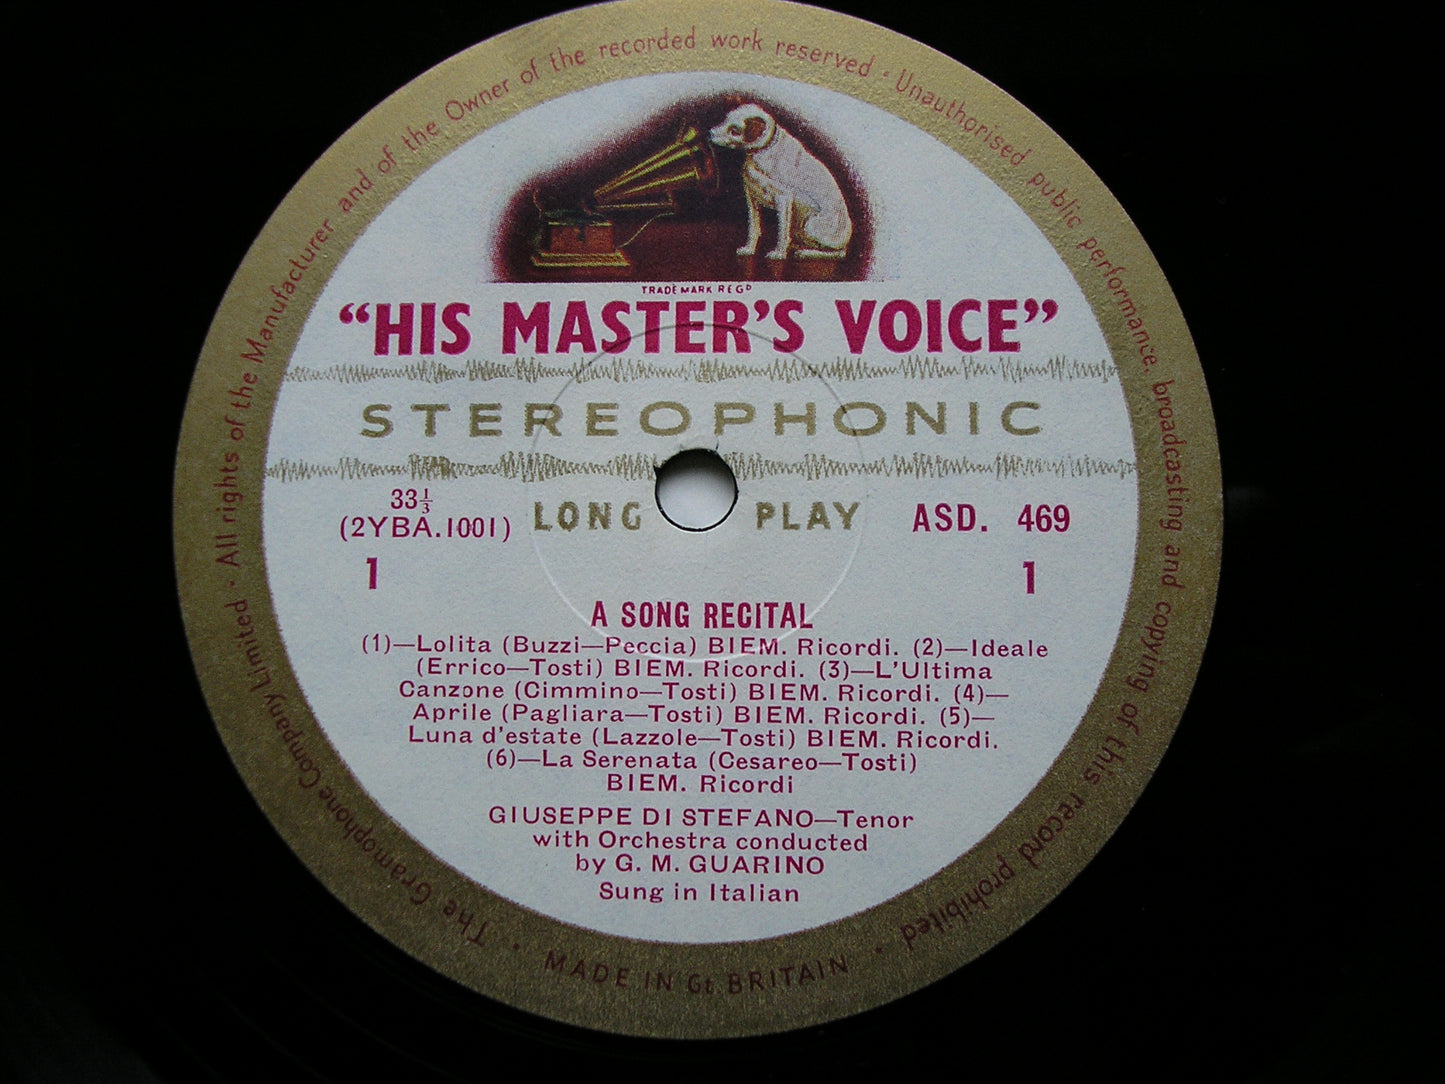 The Gramophone Company Limited · All rights of the Manufacturer and of the Owner of the recorded work reserved · Unauthorised public performance, broadcasting and copying of this record prohibited ·
TRADE MARK REGD
“HIS MASTER'S VOICE”
STEREOPHONIC
33⅓
(2YBA.1001)
LONG PLAY
ASD. 469
1
1
A SONG RECITAL
(1)—Lolita (Buzzi—Peccia) BIEM. Ricordi. (2)—Ideale
(Errico—Tosti) BIEM. Ricordi. (3)—L'Ultima
Canzone (Cimmino—Tosti) BIEM. Ricordi. (4)—
Aprile (Pagliara—Tosti) BIEM. Ricordi. (5)—
Luna d'estate (Lazzole—Tosti) BIEM. Ricordi.
(6)—La Serenata (Cesareo—Tosti)
BIEM. Ricordi
GIUSEPPE DI STEFANO—Tenor
with Orchestra conducted
by G. M. GUARINO
Sung in Italian
· MADE IN Gt. BRITAIN